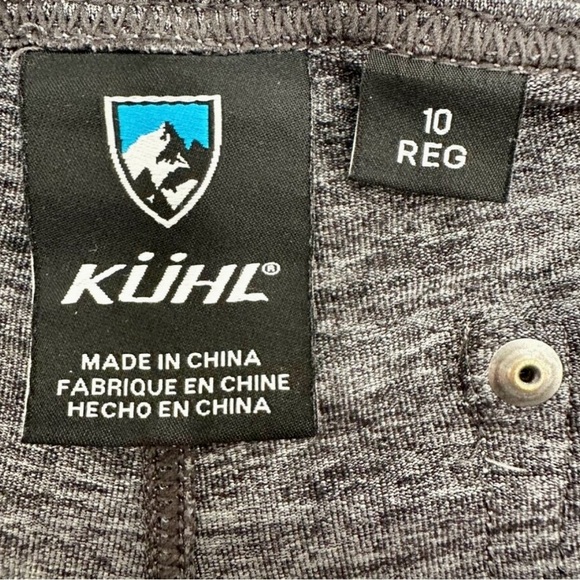 KÜHL®
MADE IN CHINA
FABRIQUE EN CHINE
HECHO EN CHINA
10
REG